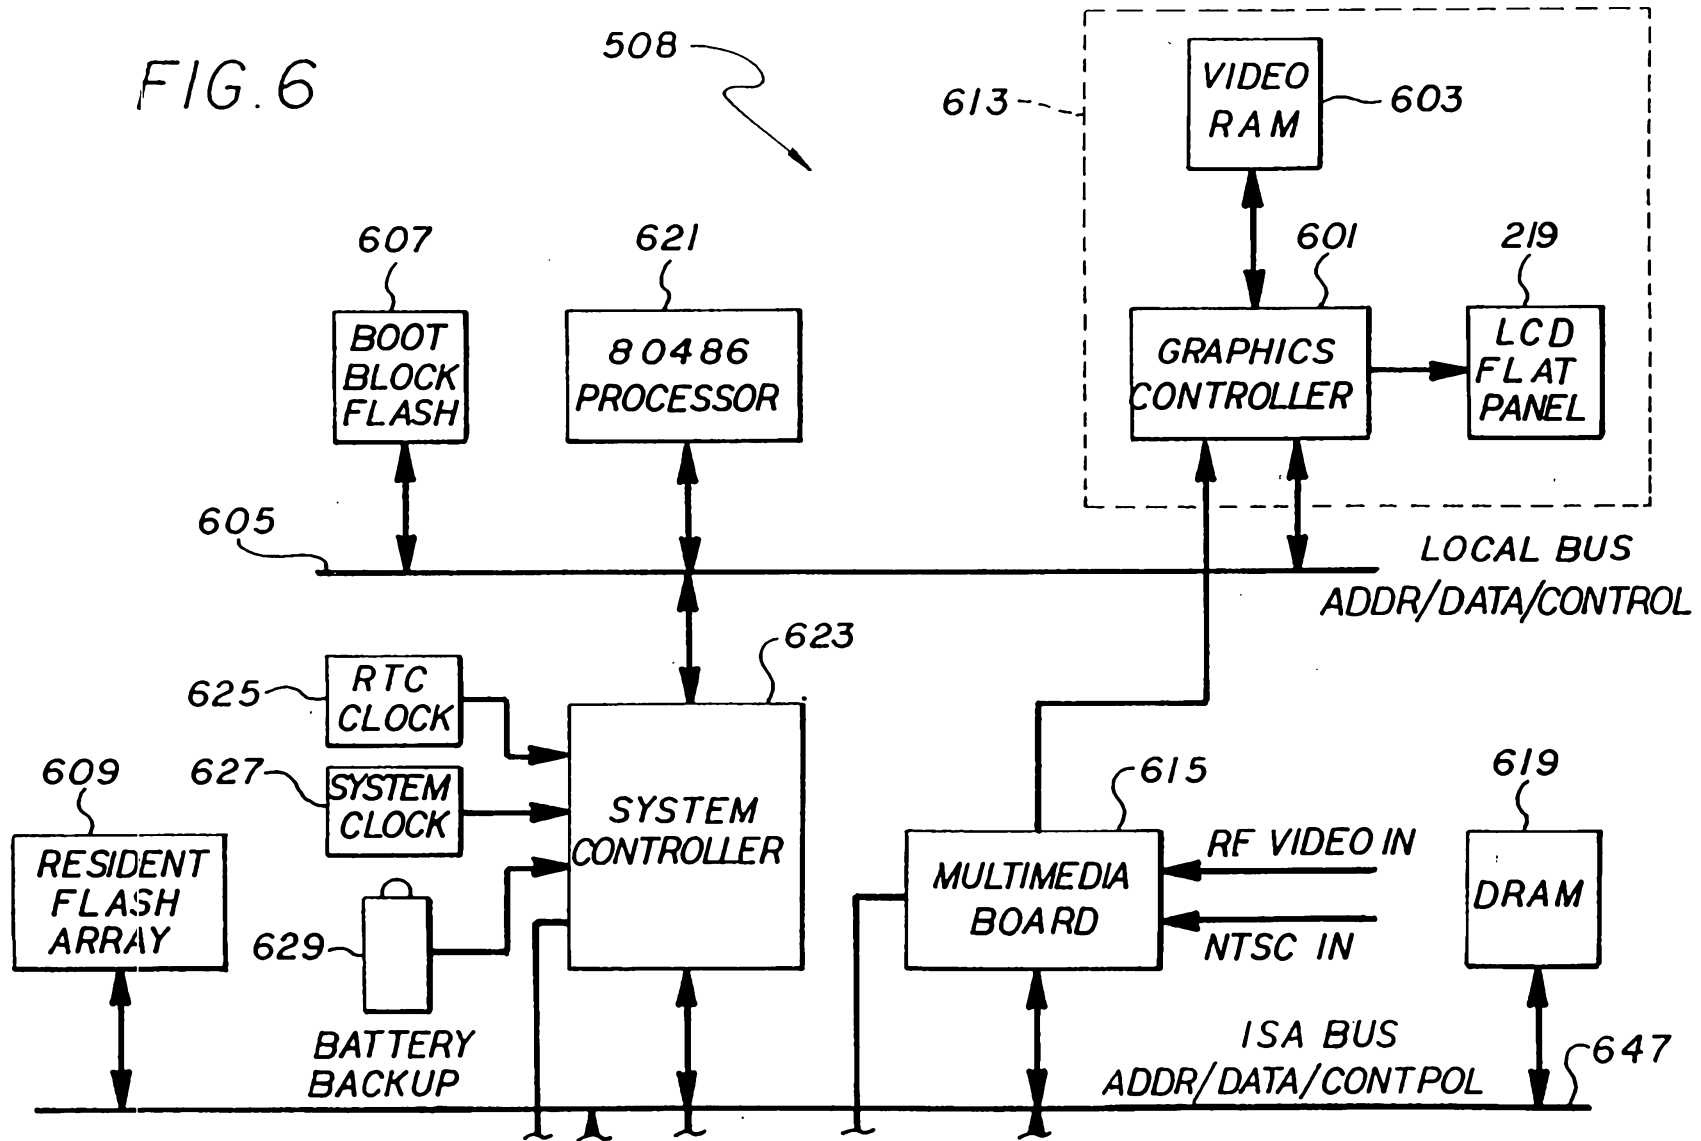 FIG. 6
508
613
VIDEO
RAM
603
607
621
601
219
BOOT
BLOCK
FLASH
80486
PROCESSOR
GRAPHICS
CONTROLLER
LCD
FLAT
PANEL
605
LOCAL BUS
ADDR/DATA/CONTROL
623
625
RTC
CLOCK
609
627
SYSTEM
CLOCK
SYSTEM
CONTROLLER
615
619
RESIDENT
FLASH
ARRAY
629
MULTIMEDIA
BOARD
RF VIDEO IN
NTSC IN
DRAM
BATTERY
BACKUP
ISA BUS
ADDR/DATA/CONTPOL
647